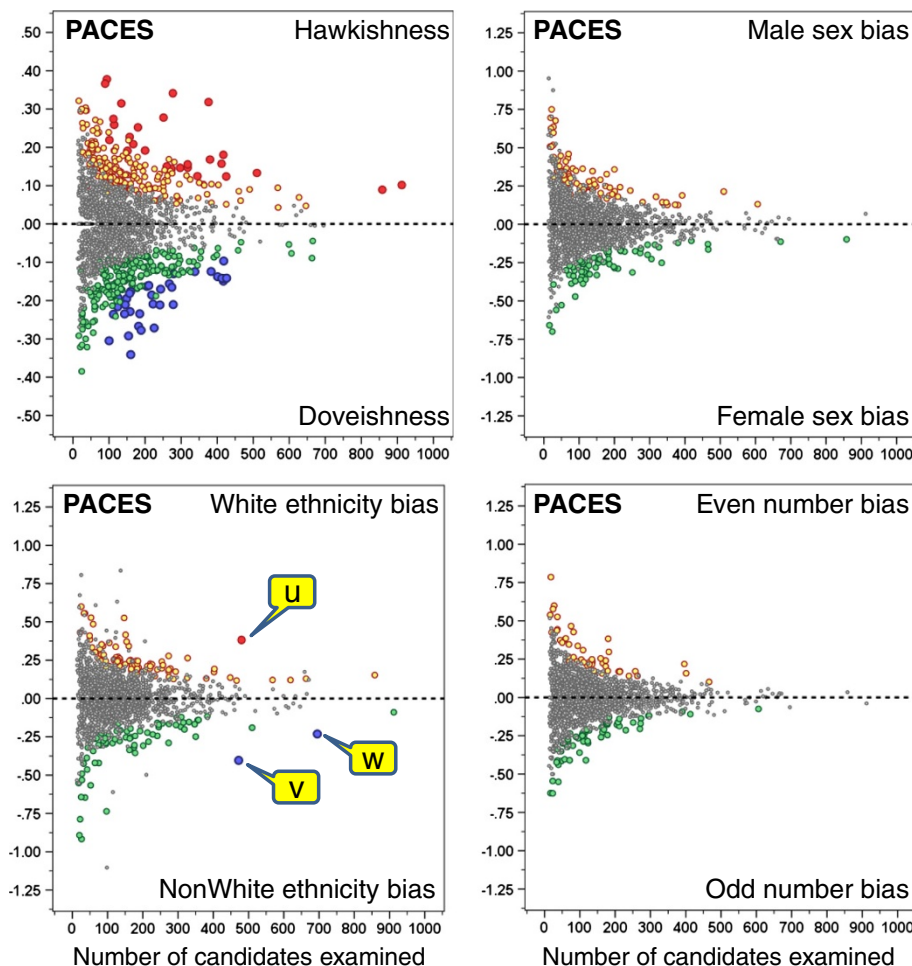 PACES Hawkishness
.50
.40
.30
.20
.10
.00
.10
.20
.30
.40
.50
Doveishness
0 100 200 300 400 500 600 700 800 900 1000
PACES Male sex bias
1.00
.75
.50
.25
.00
-.25
-.50
-.75
-1.00
-1.25
Female sex bias
0 100 200 300 400 500 600 700 800 900 1000
PACES White ethnicity bias
1.25
1.00
.75
.50
.25
.00
-.25
-.50
-.75
-1.00
-1.25
u
v
w
NonWhite ethnicity bias
0 100 200 300 400 500 600 700 800 900 1000
Number of candidates examined
PACES Even number bias
1.25
1.00
.75
.50
.25
.00
-.25
-.50
-.75
-1.00
-1.25
Odd number bias
0 100 200 300 400 500 600 700 800 900 1000
Number of candidates examined